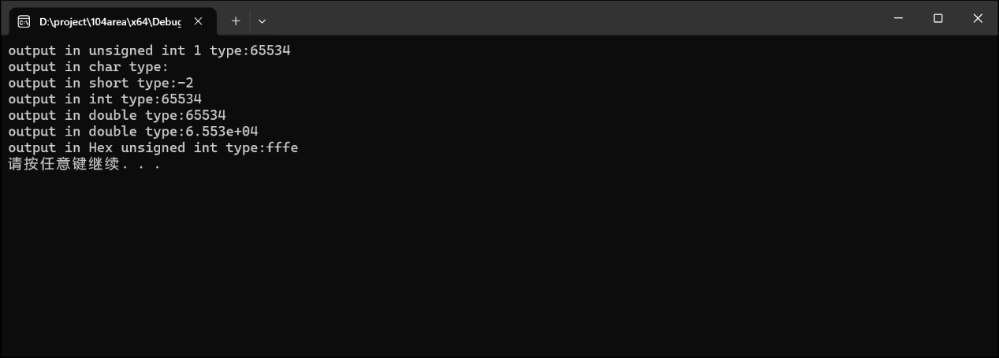 D:\project\104area\x64\Debug
output in unsigned int 1 type:65534
output in char type:
output in short type:-2
output in int type:65534
output in double type:65534
output in double type:6.553e+04
output in Hex unsigned int type:fffe
请按任意键继续. . .